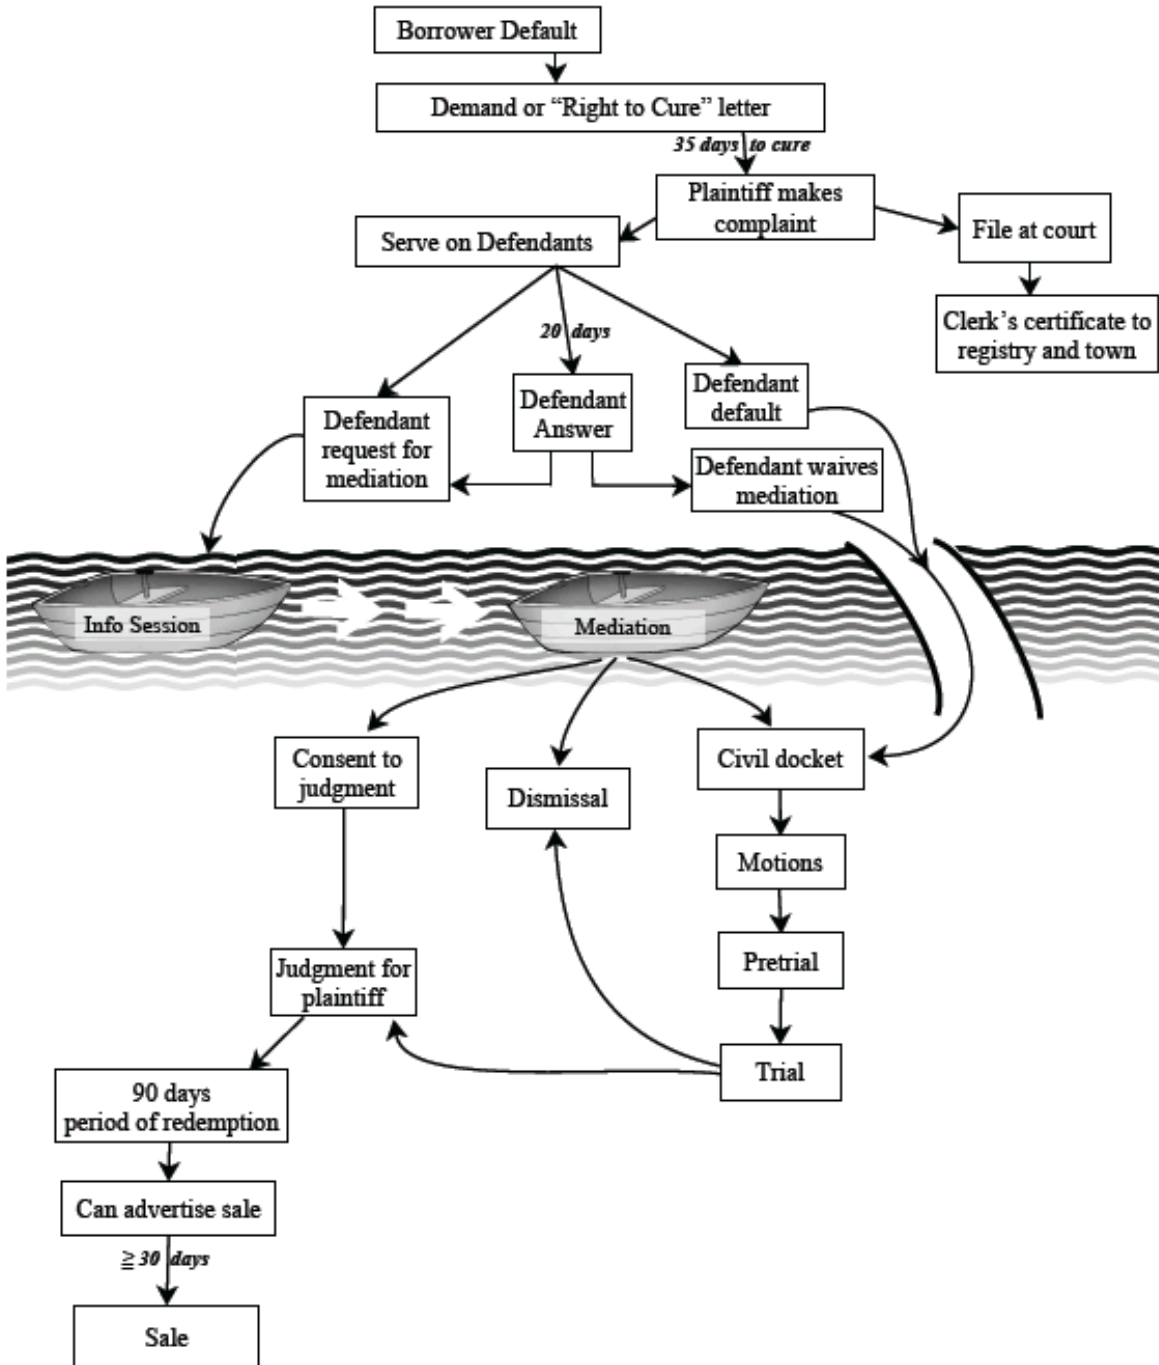 Borrower Default
Demand or “Right to Cure” letter
35 days to cure
Plaintiff makes
complaint
File at court
Serve on Defendants
Clerk’s certificate to
registry and town
20 days
Defendant
request for
mediation
Defendant
Answer
Defendant
default
Defendant waives
mediation
Info Session
Mediation
Consent to
judgment
Dismissal
Civil docket
Motions
Pretrial
Trial
Judgment for
plaintiff
90 days
period of redemption
Can advertise sale
≧ 30 days
Sale